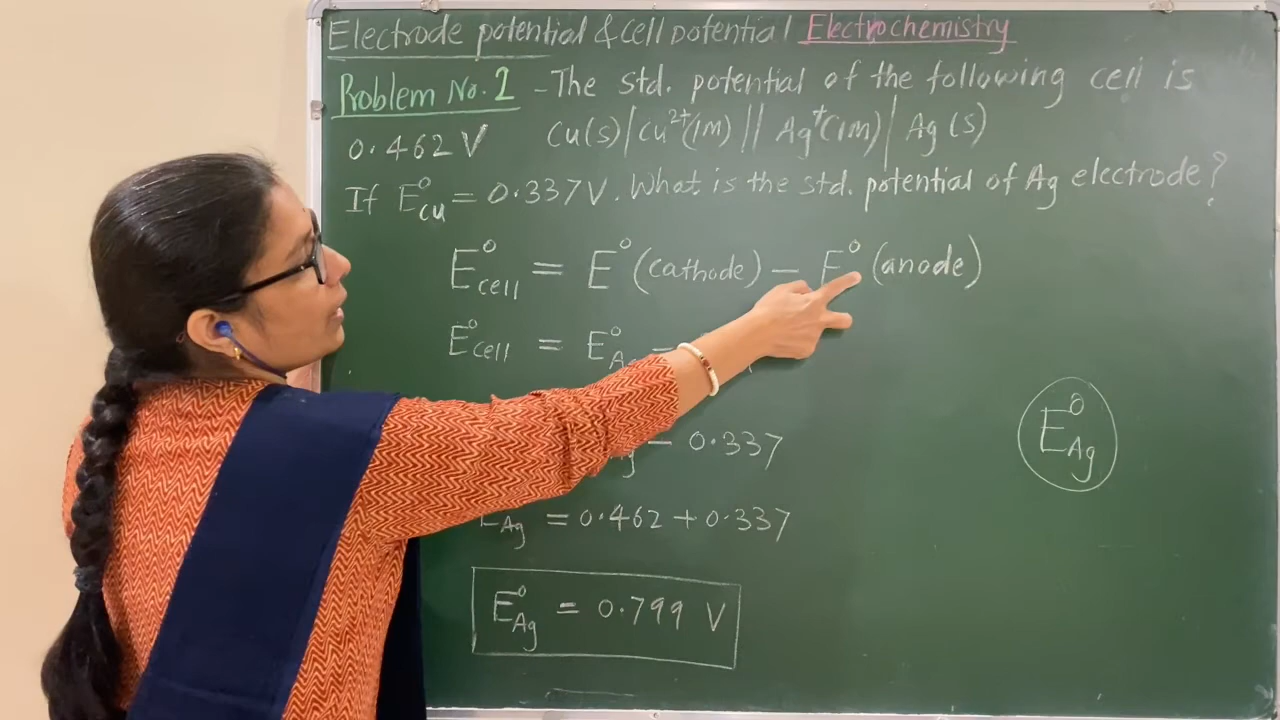 Electrode potential & cell potential Electrochemistry
Problem No. 2 - The std. potential of the following cell is
0.462 V Cu(s)|Cu²⁺(1M) || Ag⁺(1M)|Ag(s)
If E°Cu = 0.337V. What is the std. potential of Ag electrode?
E°cell = E°(cathode) - E°(anode)
E°cell = E°Ag -
- 0.337
E°Ag
EAg = 0.462 + 0.337
E°Ag = 0.799 V